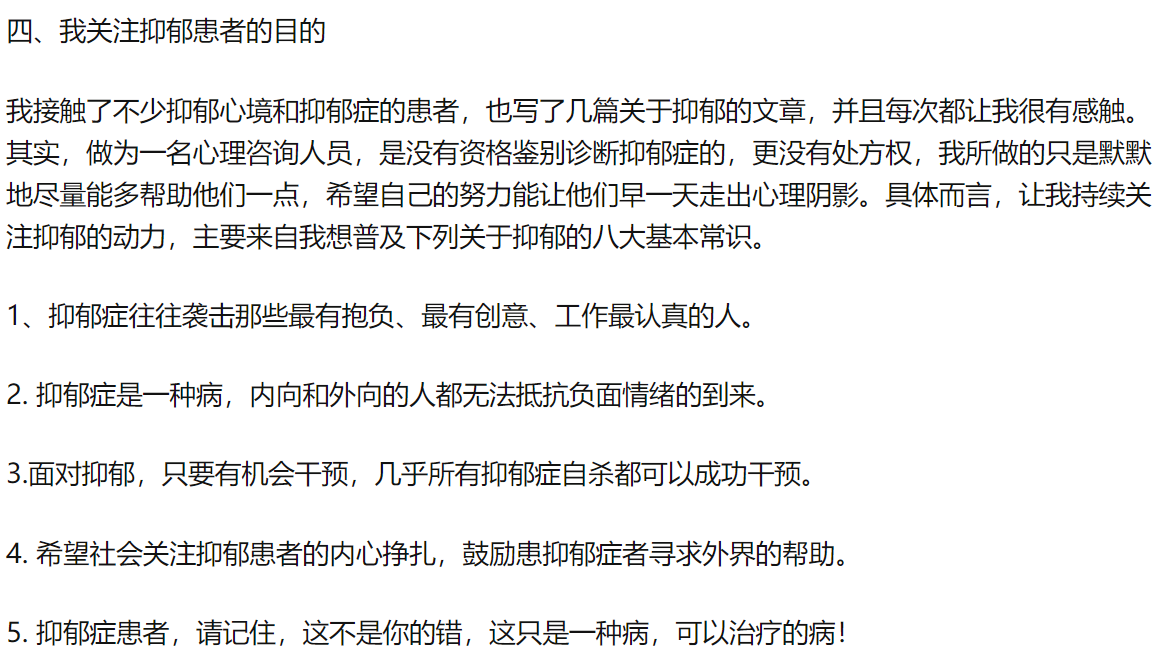 四、我关注抑郁患者的目的
我接触了不少抑郁心境和抑郁症的患者，也写了几篇关于抑郁的文章，并且每次都让我很有感触。
其实，做为一名心理咨询人员，是没有资格鉴别诊断抑郁症的，更没有处方权，我所做的只是默默
地尽量能多帮助他们一点，希望自己的努力能让他们早一天走出心理阴影。具体而言，让我持续关
注抑郁的动力，主要来自我想普及下列关于抑郁的八大基本常识。
1、抑郁症往往袭击那些最有抱负、最有创意、工作最认真的人。
2. 抑郁症是一种病，内向和外向的人都无法抵抗负面情绪的到来。
3.面对抑郁，只要有机会干预，几乎所有抑郁症自杀都可以成功干预。
4. 希望社会关注抑郁患者的内心挣扎，鼓励患抑郁症者寻求外界的帮助。
5. 抑郁症患者，请记住，这不是你的错，这只是一种病，可以治疗的病！